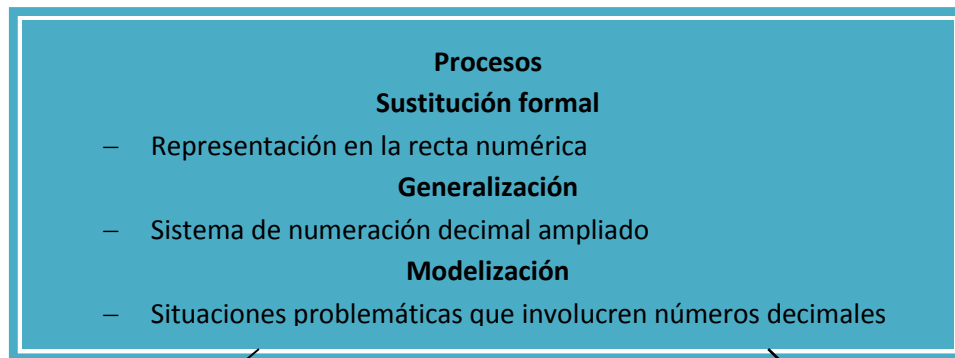 Procesos
Sustitución formal
– Representación en la recta numérica
Generalización
– Sistema de numeración decimal ampliado
Modelización
– Situaciones problemáticas que involucren números decimales